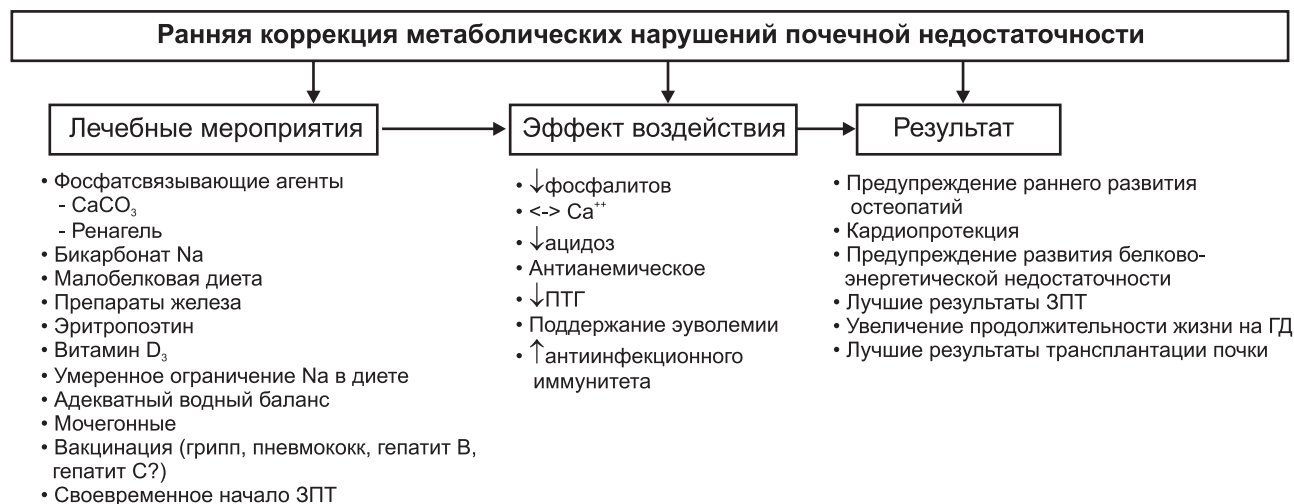 Ранняя коррекция метаболических нарушений почечной недостаточности
Лечебные мероприятия
• Фосфатсвязывающие агенты
- CaCO₃
- Ренагель
• Бикарбонат Na
• Малобелковая диета
• Препараты железа
• Эритропоэтин
• Витамин D₃
• Умеренное ограничение Na в диете
• Адекватный водный баланс
• Мочегонные
• Вакцинация (грипп, пневмококк, гепатит В,
гепатит С?)
• Своевременное начало ЗПТ
Эффект воздействия
• ↓фосфалитов
• <-> Ca⁺⁺
• ↓ацидоз
• Антианемическое
• ↓ПТГ
• Поддержание эуволемии
• ↑антиинфекционного
иммунитета
Результат
• Предупреждение раннего развития
остеопатий
• Кардиопротекция
• Предупреждение развития белково-
энергетической недостаточности
• Лучшие результаты ЗПТ
• Увеличение продолжительности жизни на ГД
• Лучшие результаты трансплантации почки